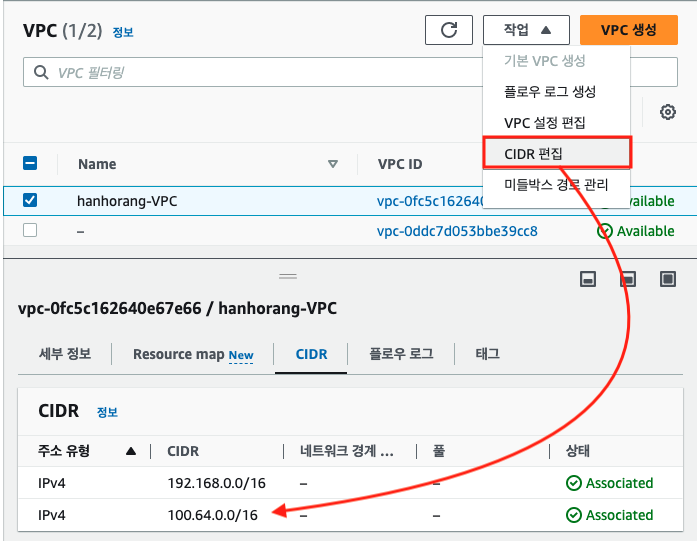 VPC (1/2) 정보
작업 ▲
VPC 생성
VPC 필터링
기본 VPC 생성
플로우 로그 생성
VPC 설정 편집
CIDR 편집
미들박스 경로 관리
Name
VPC ID
hanhorang-VPC
vpc-0fc5c16264
ailable
–
vpc-0ddc7d053bbe39cc8
Available
vpc-0fc5c162640e67e66 / hanhorang-VPC
세부 정보
Resource map New
CIDR
플로우 로그
태그
CIDR 정보
주소 유형 ▲ CIDR 네트워크 경계 ... 풀 상태
IPv4 192.168.0.0/16 – – Associated
IPv4 100.64.0.0/16 – – Associated